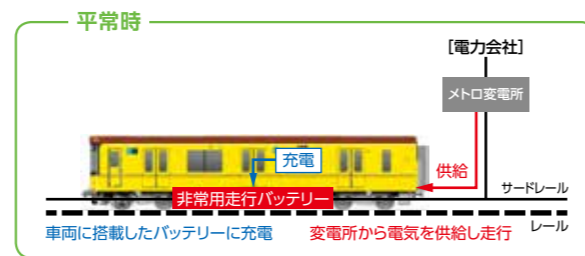 平常時
[電力会社]
メトロ変電所
充電
供給
非常用走行バッテリー
サードレール
レール
車両に搭載したバッテリーに充電
変電所から電気を供給し走行